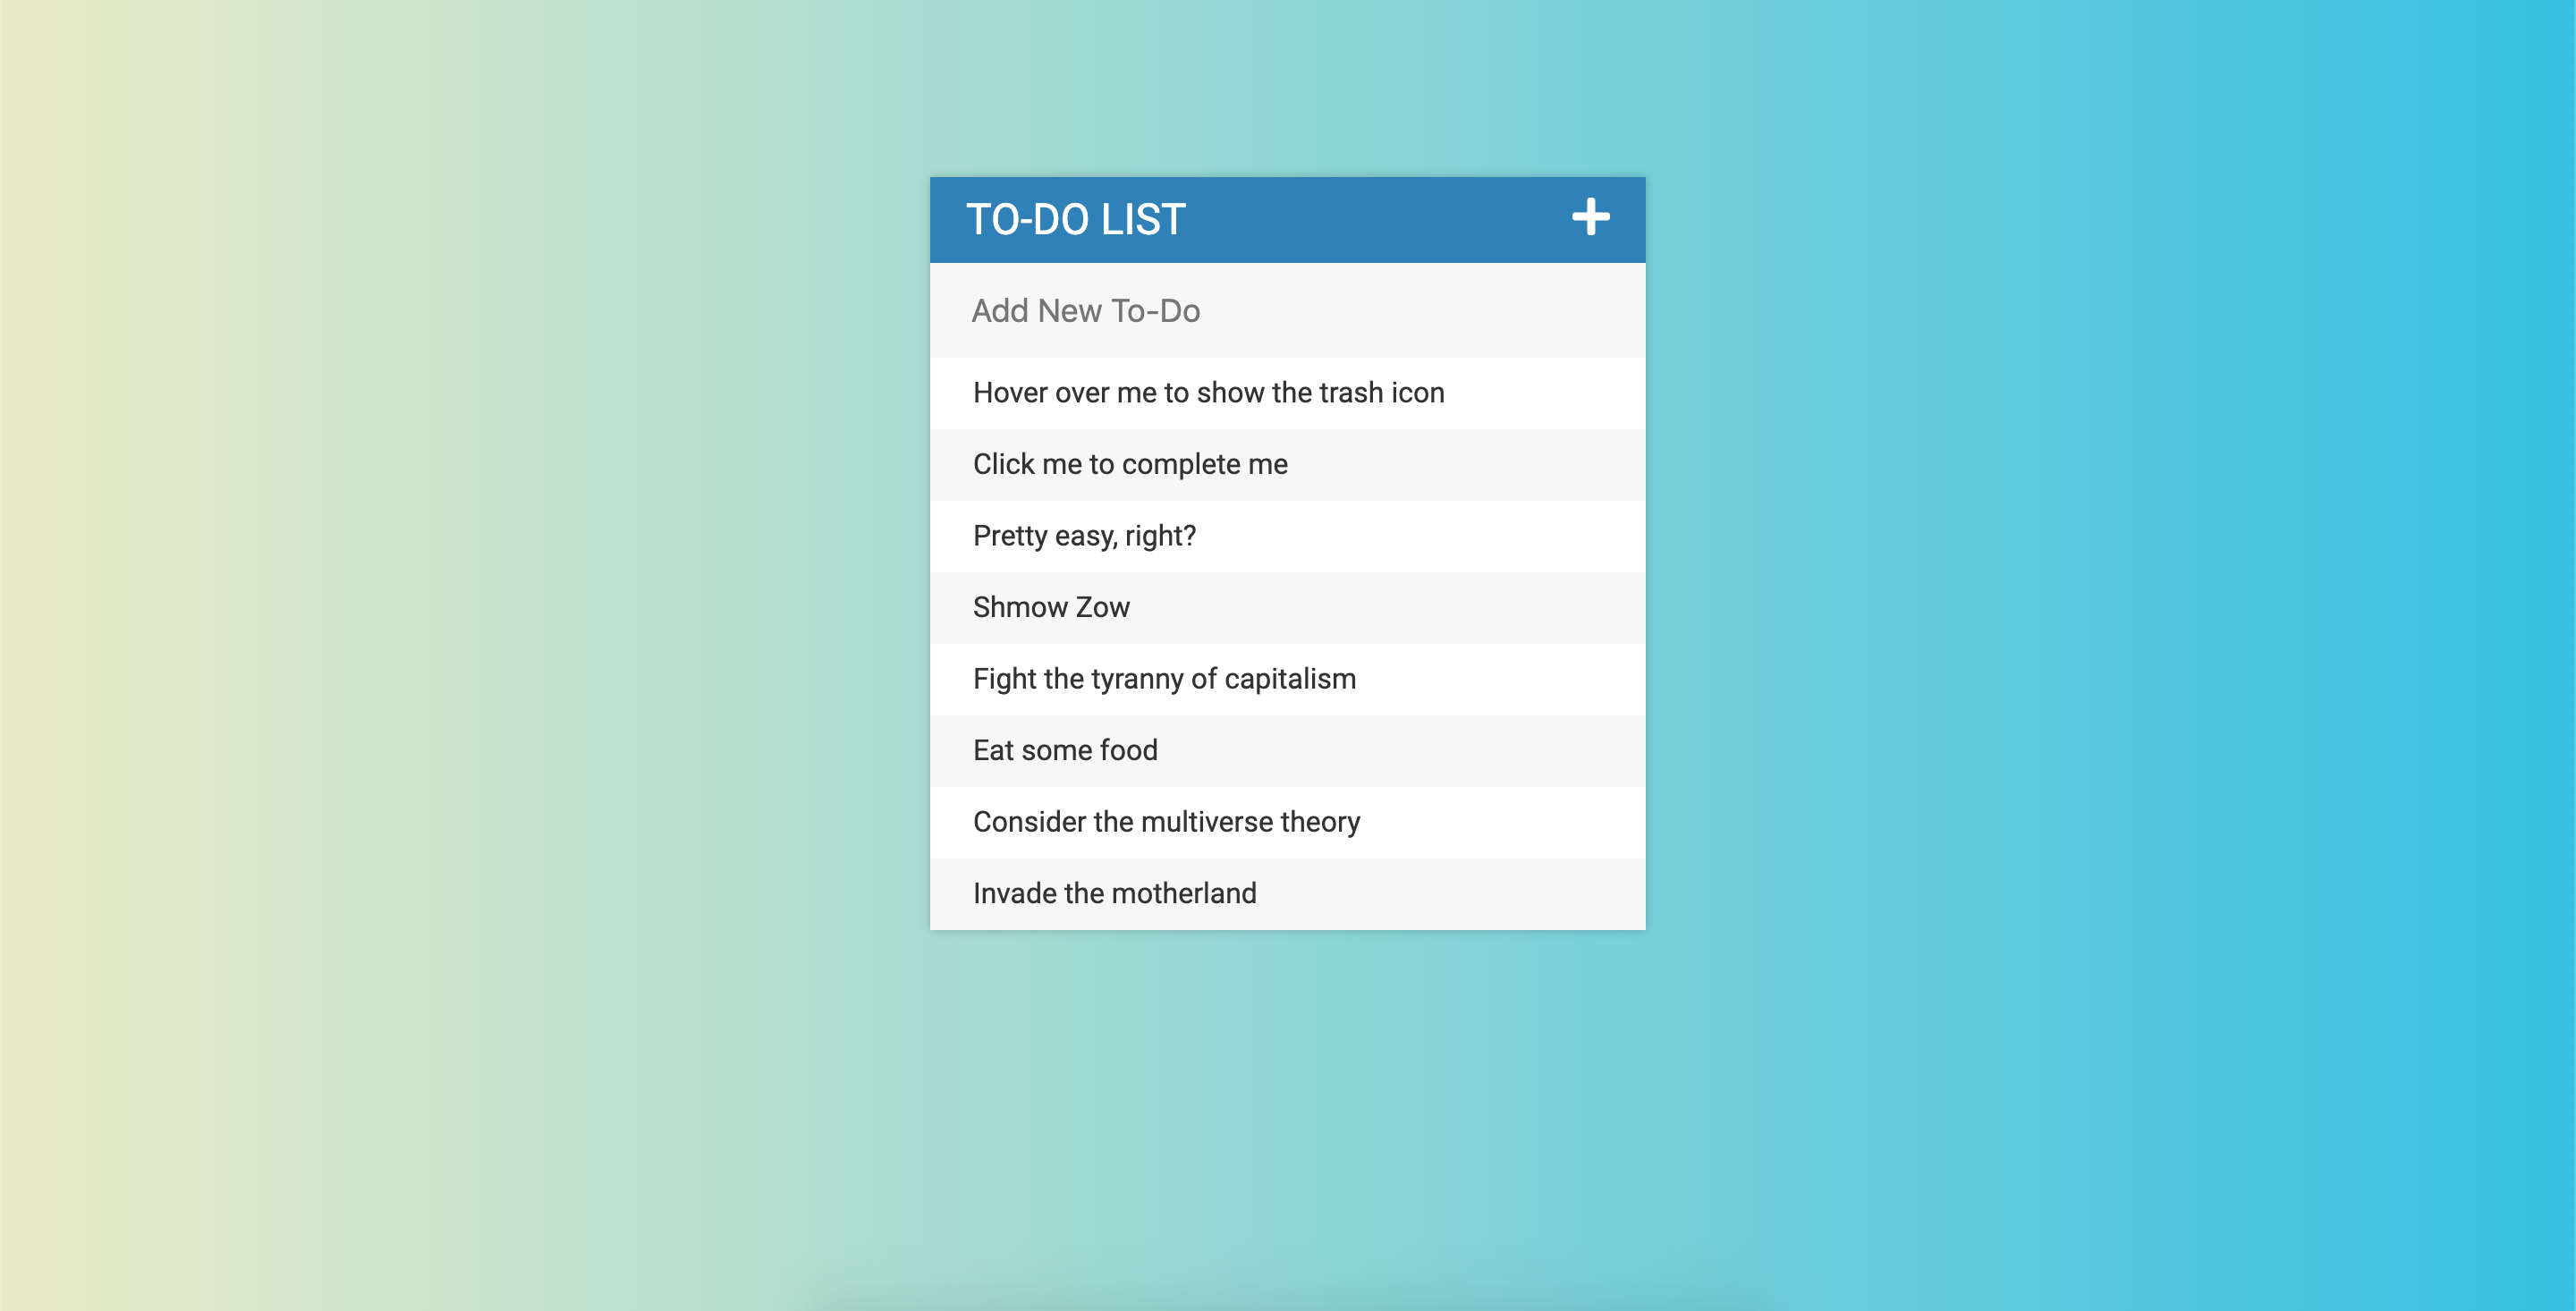 TO-DO LIST
Add New To-Do
Hover over me to show the trash icon
Click me to complete me
Pretty easy, right?
Shmow Zow
Fight the tyranny of capitalism
Eat some food
Consider the multiverse theory
Invade the motherland